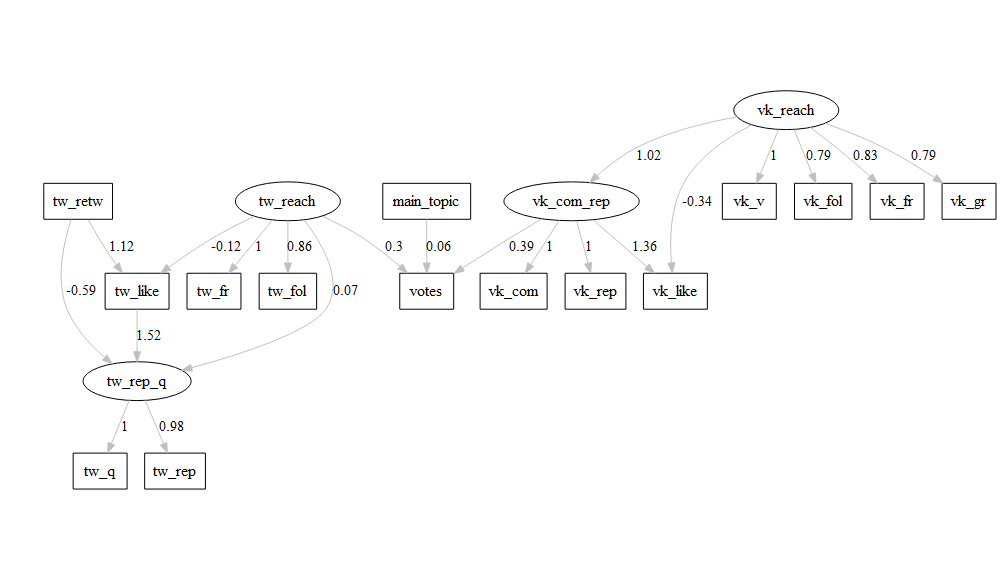 vk_reach
1.02
1
0.79
0.83
0.79
-0.34
tw_retw
tw_reach
main_topic
vk_com_rep
vk_v
vk_fol
vk_fr
vk_gr
1.12
-0.12
1
0.86
0.3
0.06
0.39
1
1
1.36
-0.59
tw_like
tw_fr
tw_fol
0.07
votes
vk_com
vk_rep
vk_like
1.52
tw_rep_q
1
0.98
tw_q
tw_rep